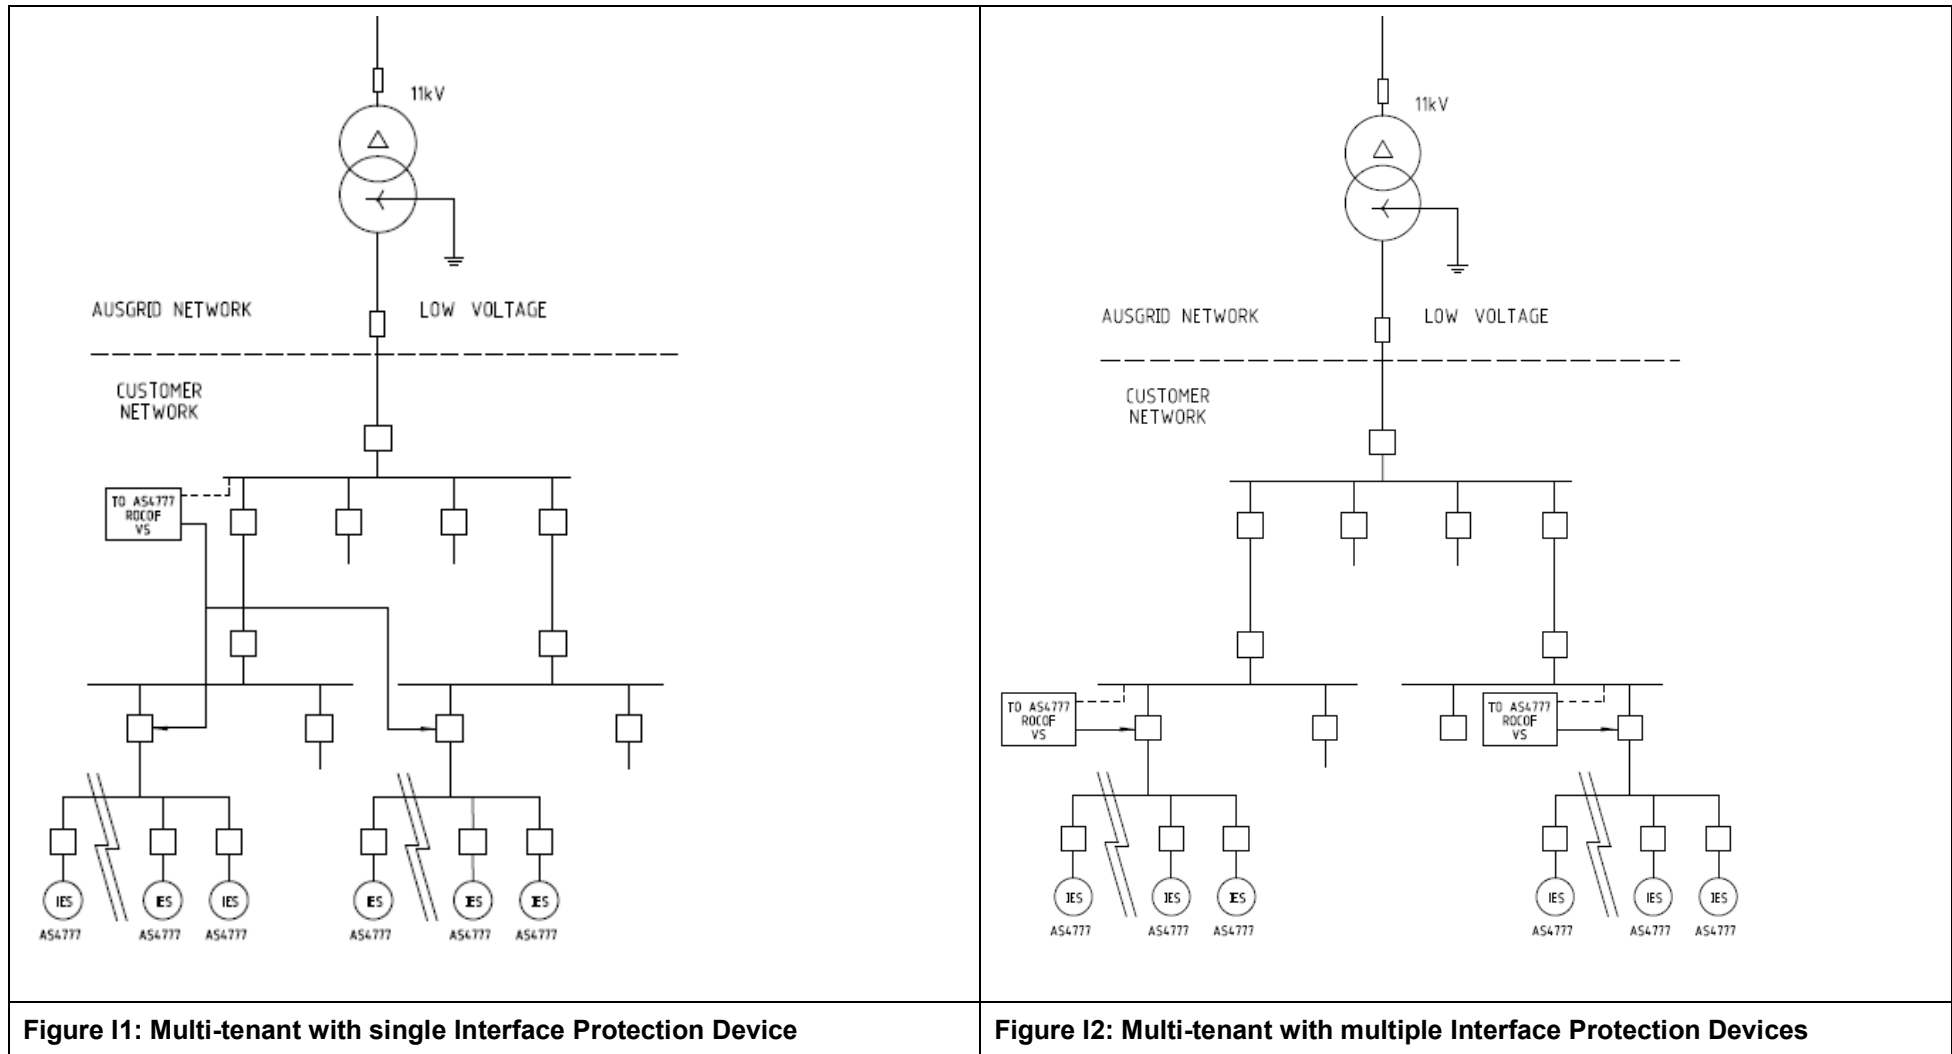 11kV
AUSGRID NETWORK
LOW VOLTAGE
CUSTOMER
NETWORK
TO AS4777
ROCOF
VS
IES
IES
IES
IES
IES
IES
AS4777
AS4777
AS4777
AS4777
AS4777
AS4777
Figure I1: Multi-tenant with single Interface Protection Device
11kV
AUSGRID NETWORK
LOW VOLTAGE
CUSTOMER
NETWORK
TO AS4777
ROCOF
VS
TO AS4777
ROCOF
VS
IES
IES
IES
IES
IES
IES
AS4777
AS4777
AS4777
AS4777
AS4777
AS4777
Figure I2: Multi-tenant with multiple Interface Protection Devices